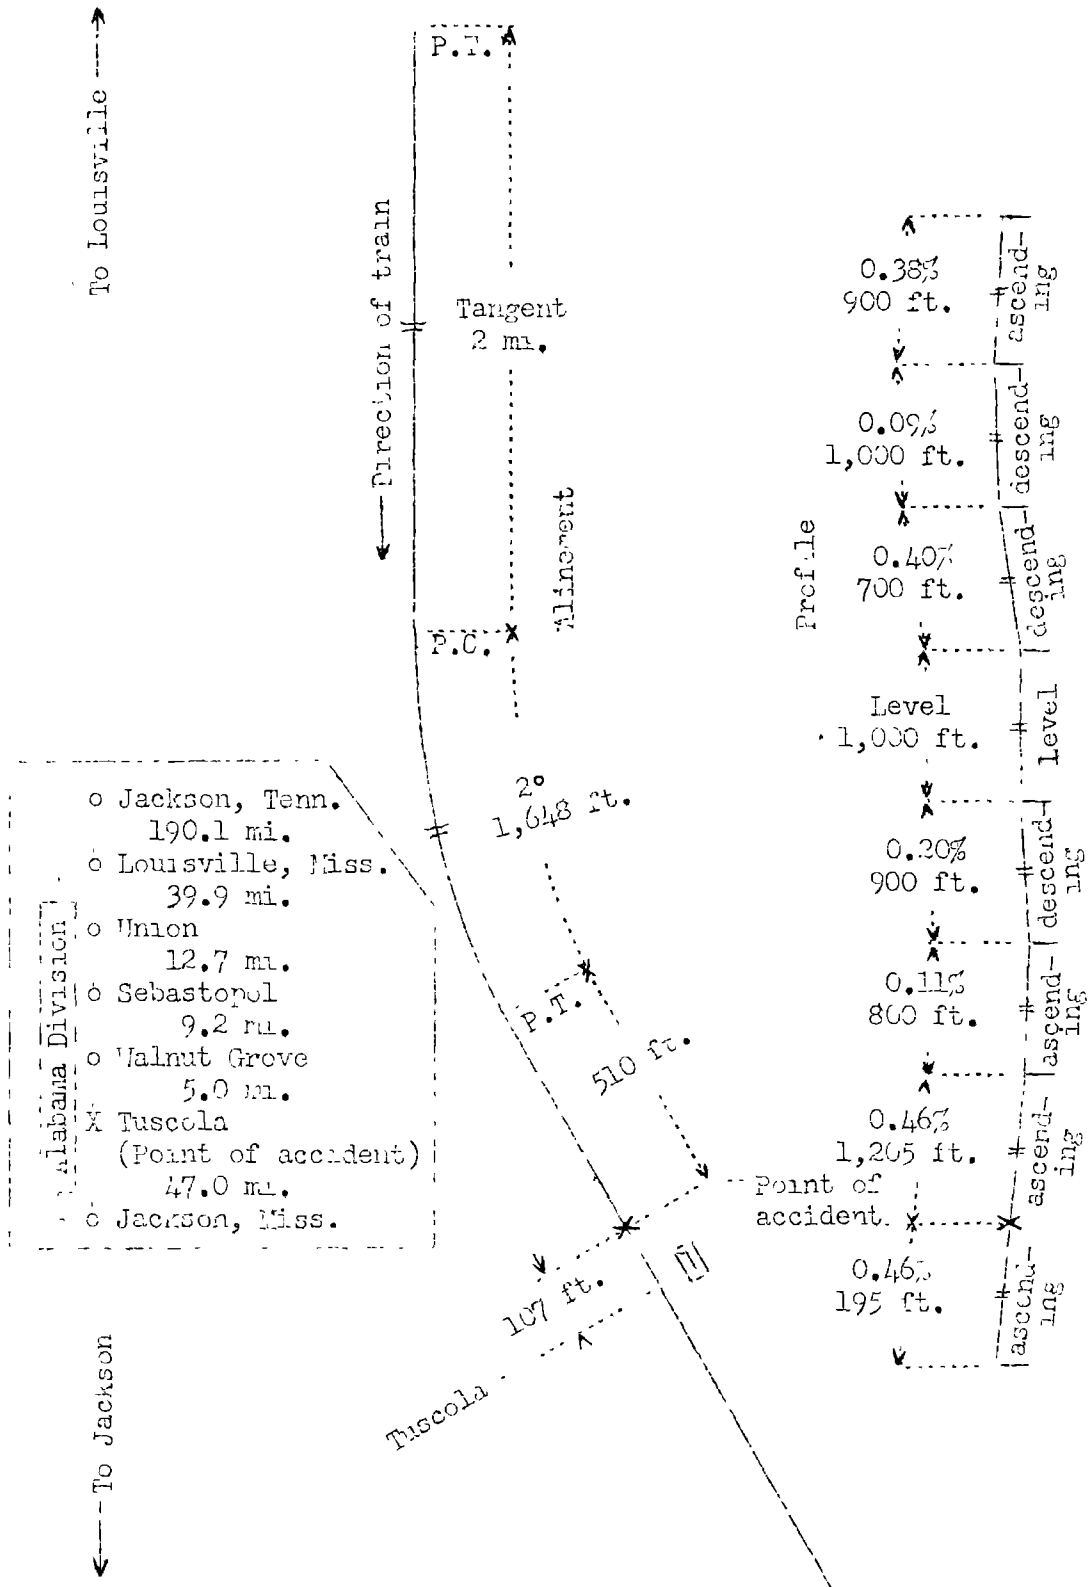 To Louisville
P.T.
Direction of train
Tangent
2 mi.
Alinement
P.C.
2°
1,648 ft.
P.T.
510 ft.
Point of
accident
107 ft.
Tuscola
To Jackson
Alabama Division
Jackson, Tenn.
190.1 mi.
Louisville, Miss.
39.9 mi.
Union
12.7 mi.
Sebastopol
9.2 mi.
Walnut Grove
5.0 mi.
X Tuscola
(Point of accident)
47.0 mi.
Jackson, Miss.
Profile
0.38%
900 ft.
ascend-
ing
0.09%
1,000 ft.
descend-
ing
0.40%
700 ft.
descend-
ing
Level
1,000 ft.
Level
0.20%
900 ft.
descend-
ing
0.11%
800 ft.
ascend-
ing
0.46%
1,205 ft.
ascend-
ing
0.46%
195 ft.
ascend-
ing